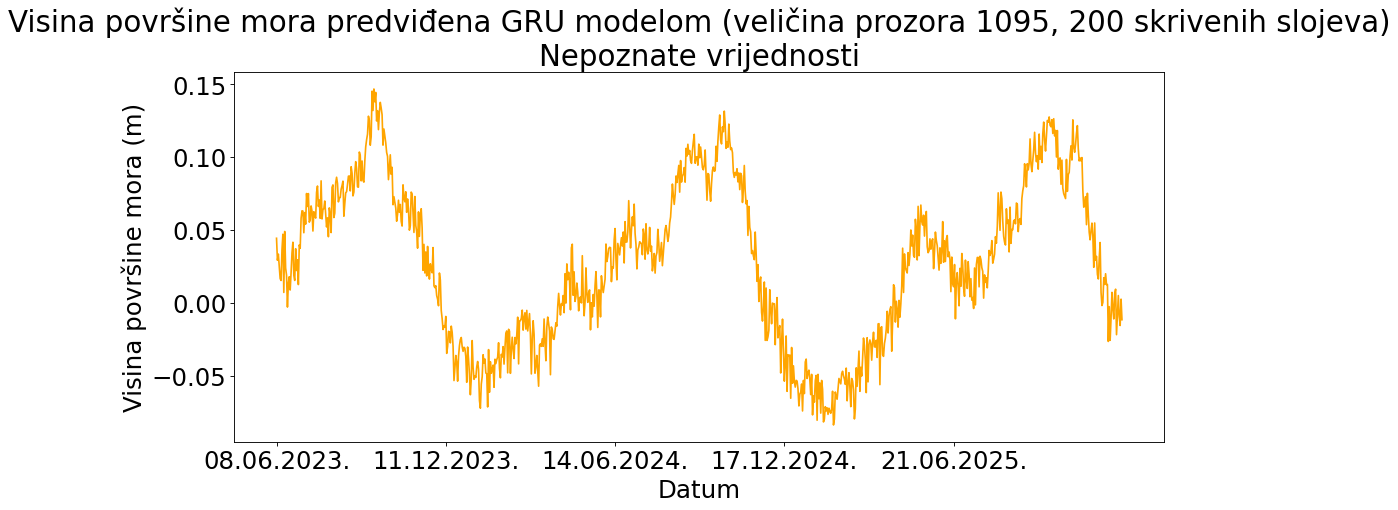 Visina površine mora predviđena GRU modelom (veličina prozora 1095, 200 skrivenih slojeva)
Nepoznate vrijednosti
Visina površine mora (m)
0.15
0.10
0.05
0.00
−0.05
08.06.2023. 11.12.2023. 14.06.2024. 17.12.2024. 21.06.2025.
Datum